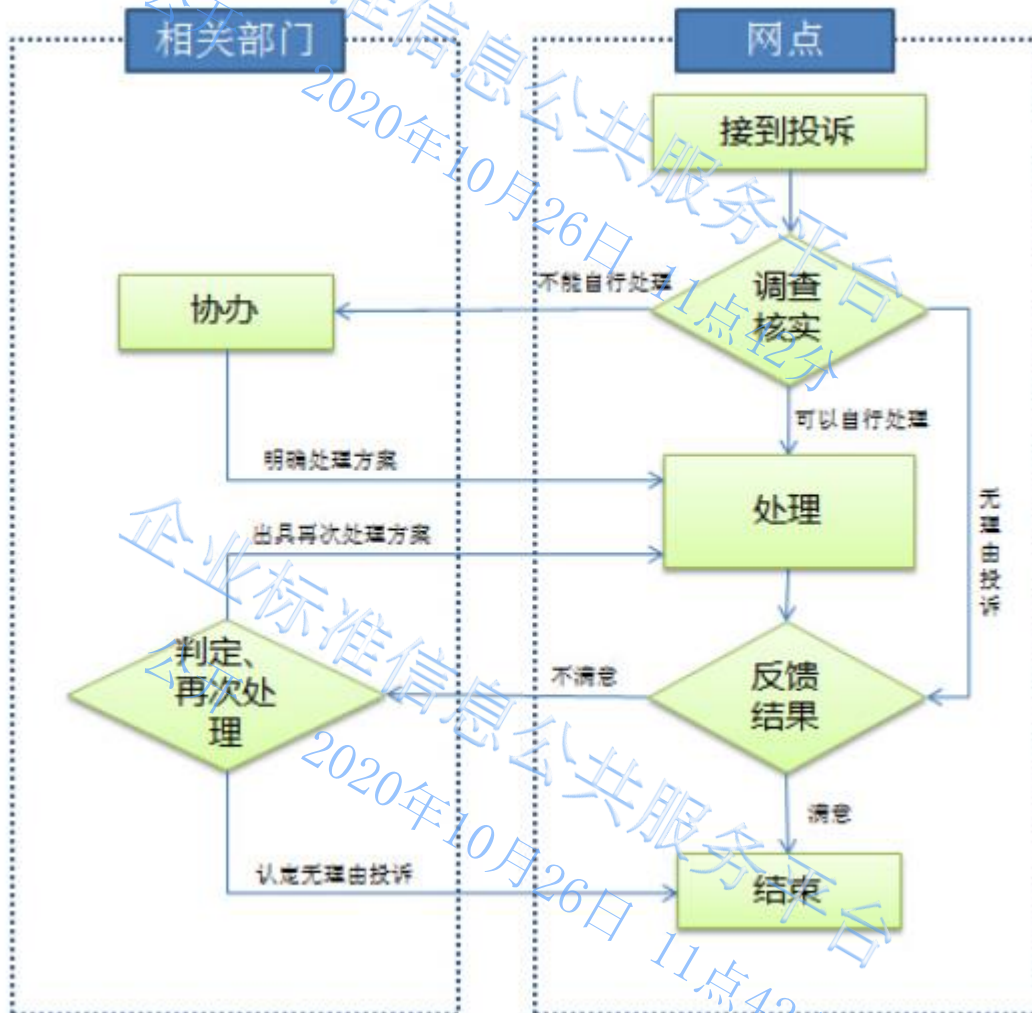 相关部门
网点
接到投诉
不能自行处理
调查
核实
协办
可以自行处理
明确处理方案
处理
无理由投诉
出具再次处理方案
判定、
再次处
理
不满意
反馈
结果
满意
认定无理由投诉
结束
企业标准信息公共服务平台
公开
2020年10月26日 11点42分
标准信息公共服务平台
2020年10月26日 11点42